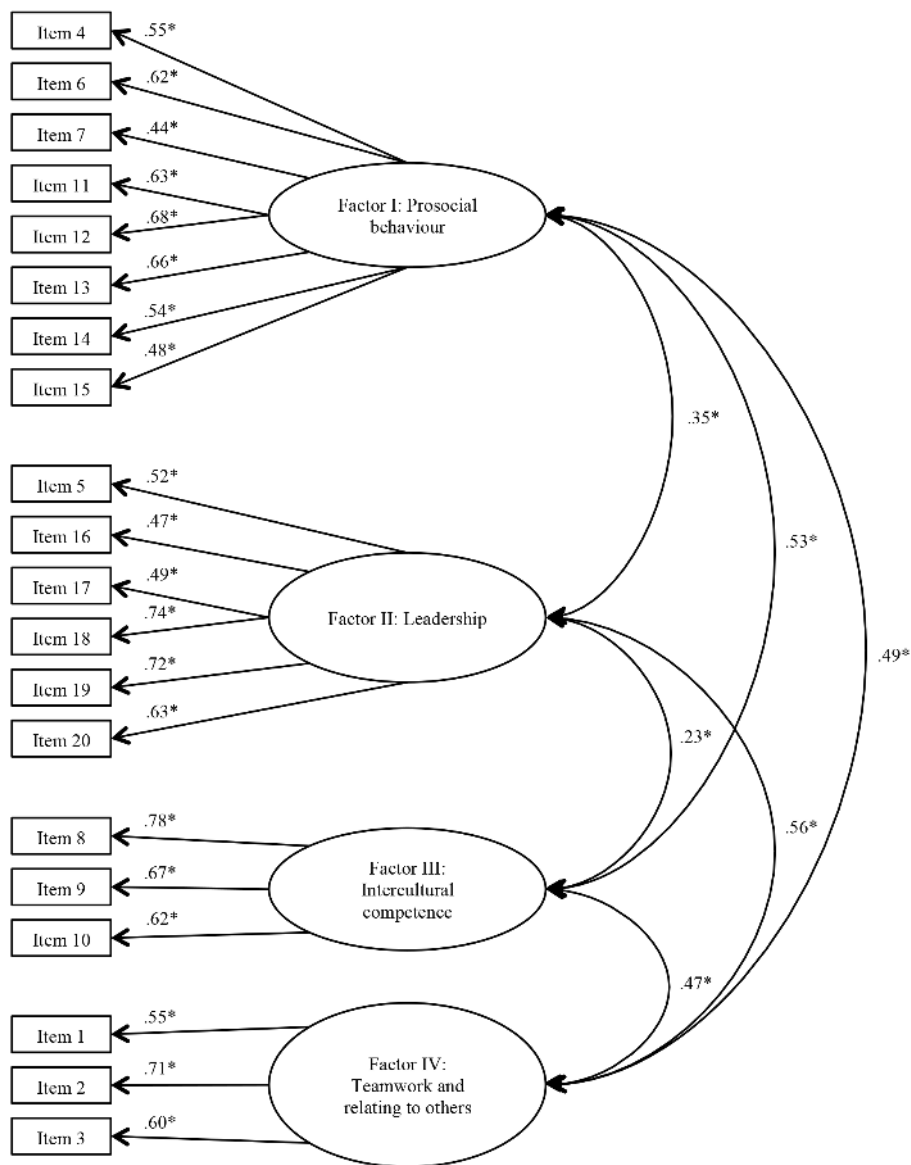 Item 4
.55*
Item 6
.62*
Item 7
.44*
Item 11
.63*
Item 12
.68*
Item 13
.66*
Item 14
.54*
Item 15
.48*
Factor I: Prosocial
behaviour
Item 5
.52*
Item 16
.47*
Item 17
.49*
Item 18
.74*
Item 19
.72*
Item 20
.63*
Factor II: Leadership
Item 8
.78*
Item 9
.67*
Item 10
.62*
Factor III:
Intercultural
competence
Item 1
.55*
Item 2
.71*
Item 3
.60*
Factor IV:
Teamwork and
relating to others
.35*
.53*
.49*
.23*
.56*
.47*